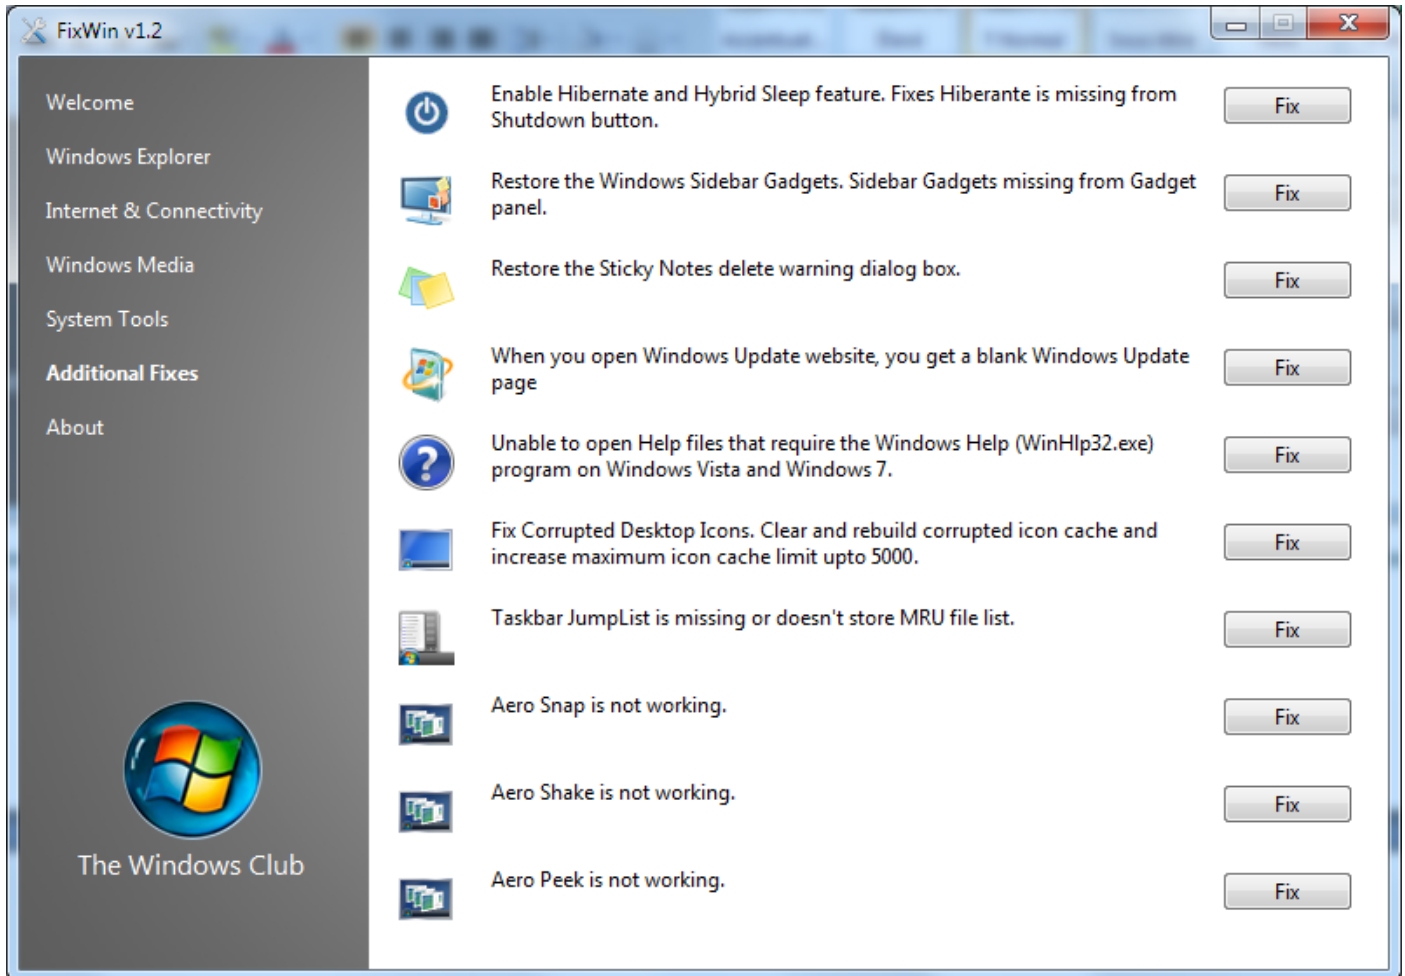 FixWin v1.2
Welcome
Windows Explorer
Internet & Connectivity
Windows Media
System Tools
Additional Fixes
About
The Windows Club
Enable Hibernate and Hybrid Sleep feature. Fixes Hiberante is missing from
Shutdown button.
Fix
Restore the Windows Sidebar Gadgets. Sidebar Gadgets missing from Gadget
panel.
Fix
Restore the Sticky Notes delete warning dialog box.
Fix
When you open Windows Update website, you get a blank Windows Update
page
Fix
Unable to open Help files that require the Windows Help (WinHlp32.exe)
program on Windows Vista and Windows 7.
Fix
Fix Corrupted Desktop Icons. Clear and rebuild corrupted icon cache and
increase maximum icon cache limit upto 5000.
Fix
Taskbar JumpList is missing or doesn't store MRU file list.
Fix
Aero Snap is not working.
Fix
Aero Shake is not working.
Fix
Aero Peek is not working.
Fix